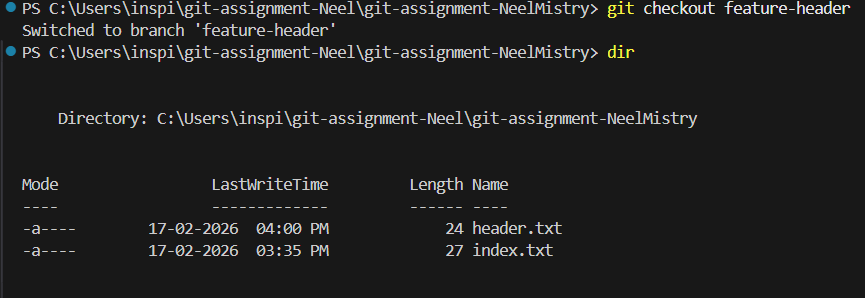 PS C:\Users\inspi\git-assignment-Neel\git-assignment-NeelMistry> git checkout feature-header
Switched to branch 'feature-header'
PS C:\Users\inspi\git-assignment-Neel\git-assignment-NeelMistry> dir
Directory: C:\Users\inspi\git-assignment-Neel\git-assignment-NeelMistry
Mode                 LastWriteTime         Length Name
----                 -------------         ------ ----
-a----        17-02-2026  04:00 PM             24 header.txt
-a----        17-02-2026  03:35 PM             27 index.txt